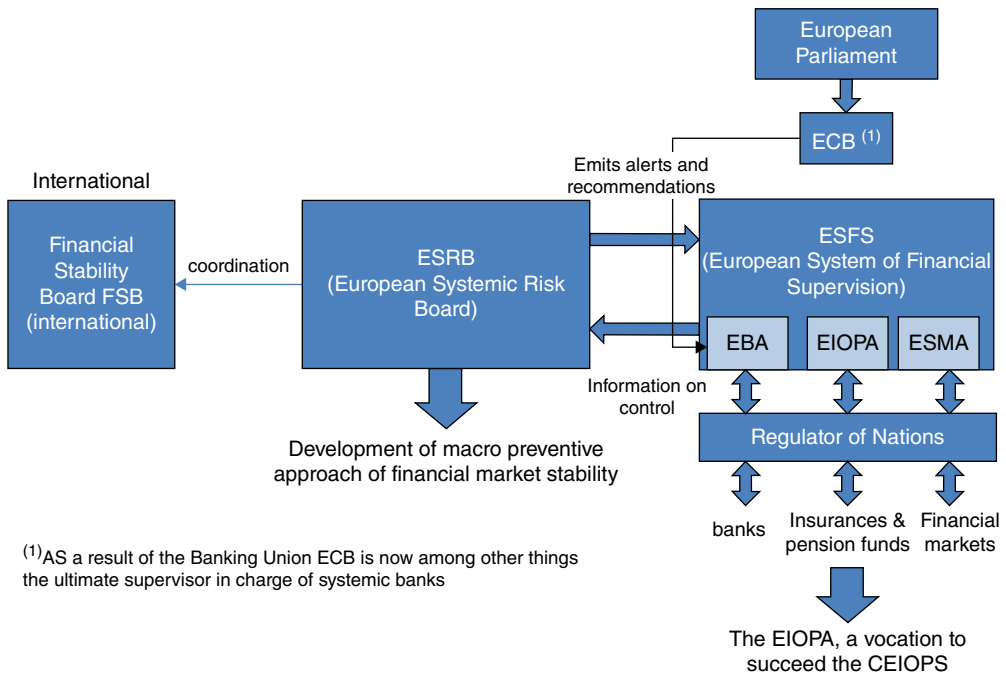 European
Parliament
ECB (1)
Emits alerts and
recommendations
International
Financial
Stability
Board FSB
(international)
coordination
ESRB
(European Systemic Risk
Board)
ESFS
(European System of Financial
Supervision)
EBA
EIOPA
ESMA
Information on
control
Regulator of Nations
Development of macro preventive
approach of financial market stability
banks
Insurances &
pension funds
Financial
markets
(1)AS a result of the Banking Union ECB is now among other things
the ultimate supervisor in charge of systemic banks
The EIOPA, a vocation to
succeed the CEIOPS